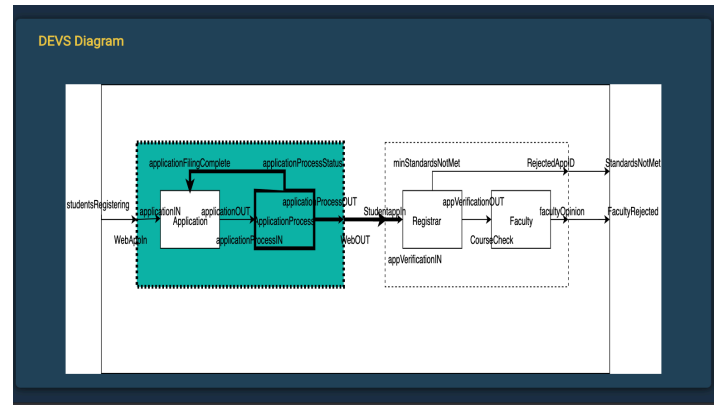 DEVS Diagram
applicationFilingComplete
applicationProcessStatus
minStandardsNotMet
RejectedAppID
StandardsNotMet
studentsRegistering
applicationIN
applicationOUT
applicationProcessOUT
StudentappIn
appVerificationOUT
facultyOpinion
FacultyRejected
Application
ApplicationProcess
Registrar
Faculty
WebAppIn
applicationProcessIN
WebOUT
CourseCheck
appVerificationIN